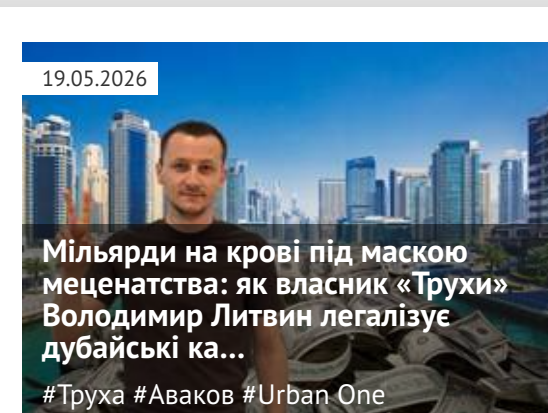 19.05.2026
Мільярди на крові під маскою
меценатства: як власник «Трухи»
Володимир Литвин легалізує
дубайські ка...
#Труха #Аваков #Urban One